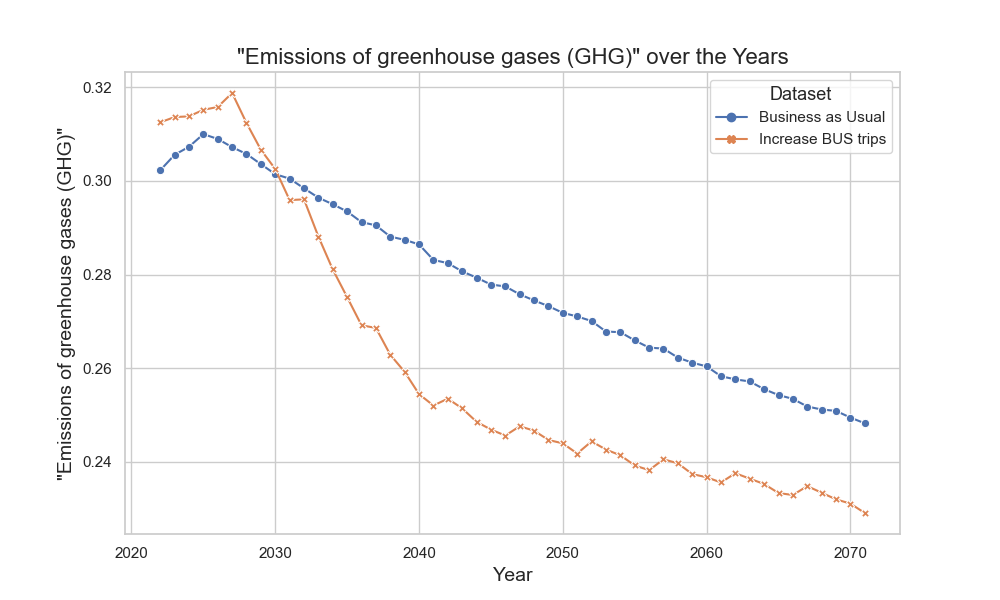 "Emissions of greenhouse gases (GHG)" over the Years
Dataset
Business as Usual
Increase BUS trips
"Emissions of greenhouse gases (GHG)"
0.32
0.30
0.28
0.26
0.24
2020
2030
2040
2050
2060
2070
Year